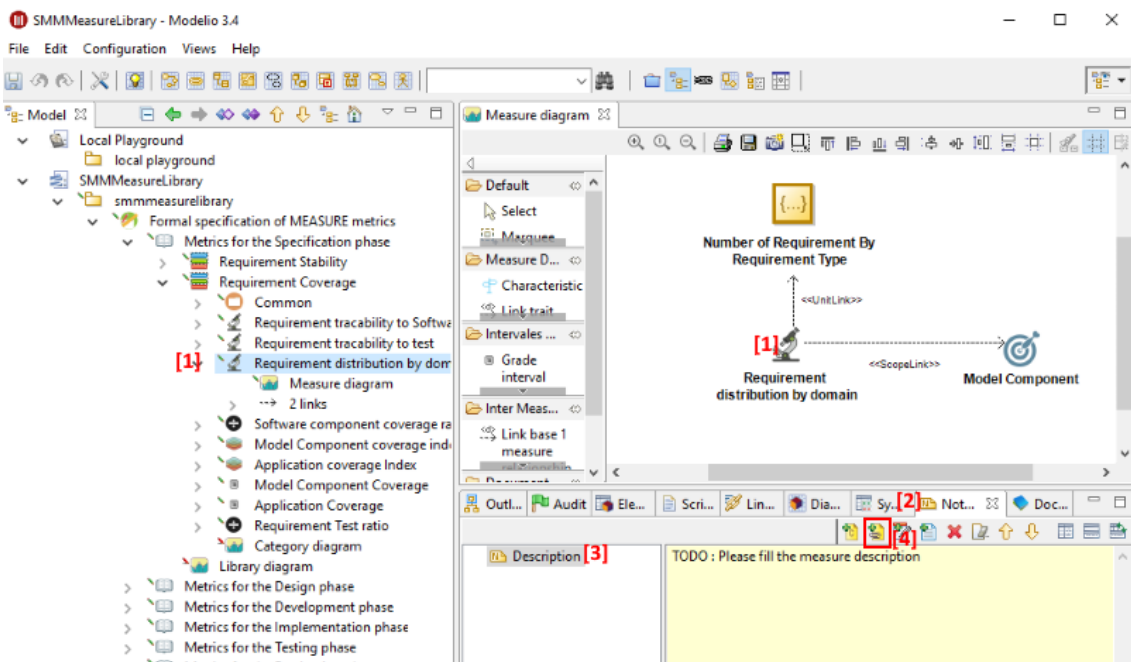 SMMMeasureLibrary - Modelio 3.4
File Edit Configuration Views Help
Model
Local Playground
local playground
SMMMeasureLibrary
smmmeasurelibrary
Formal specification of MEASURE metrics
Metrics for the Specification phase
Requirement Stability
Requirement Coverage
Common
Requirement tracability to Softwa
Requirement tracability to test
[1] Requirement distribution by dom
Measure diagram
2 links
Software component coverage ra
Model Component coverage ind
Application coverage Index
Model Component Coverage
Application Coverage
Requirement Test ratio
Category diagram
Library diagram
Metrics for the Design phase
Metrics for the Development phase
Metrics for the Implementation phase
Metrics for the Testing phase
Measure diagram
Default
Select
Marquee
Measure D...
Characteristic
Link trait
Intervales ...
Grade
interval
Inter Meas...
Link base 1
measure
{...}
Number of Requirement By
Requirement Type
<<UnitLink>>
[1]
<<ScopeLink>>
Requirement
distribution by domain
Model Component
Outl... Audit Ele... Scri... Lin... Dia... Sy... [2] Not... Doc...
[4]
Description [3]
TODO : Please fill the measure description